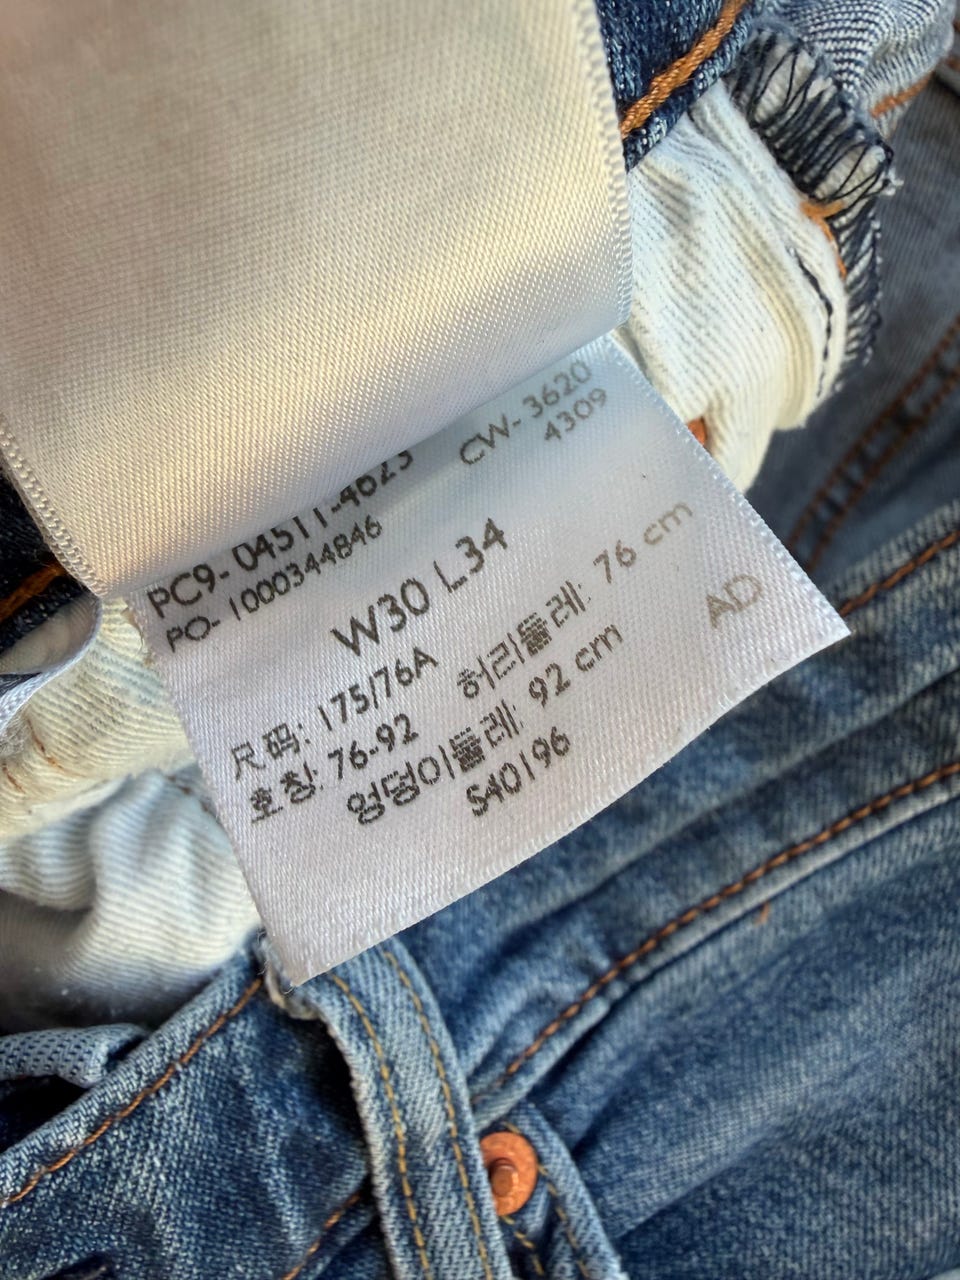 PC9- 04511-4623 CW- 3620
PO- 1000344846 4309
W30 L34
尺码: 175/76A 허리둘레: 76 cm
호칭: 76-92 엉덩이둘레: 92 cm AD
S40196